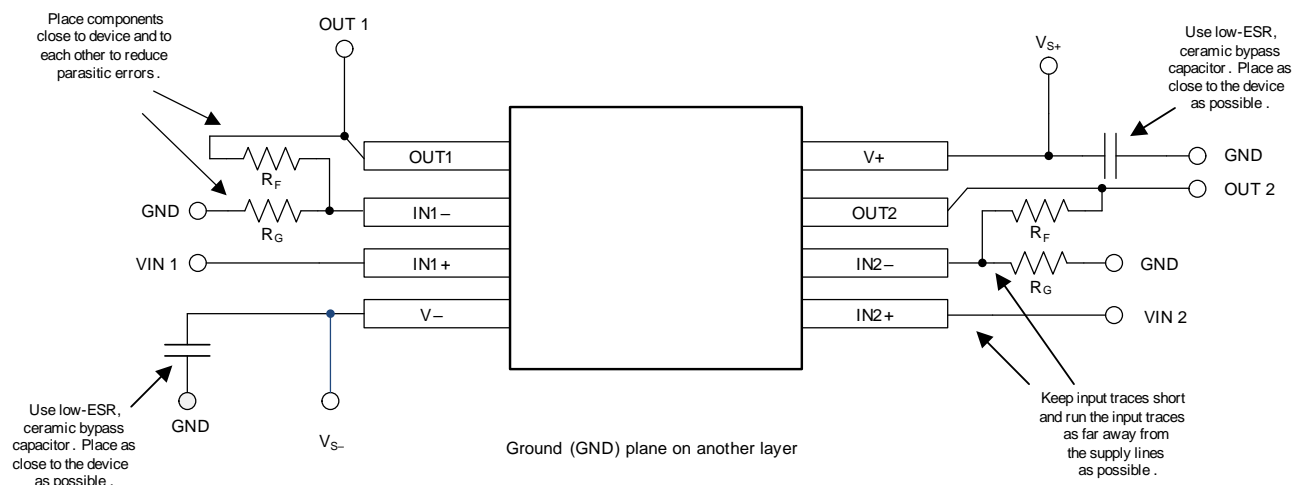 Place components
close to device and to
each other to reduce
parasitic errors .
OUT 1
VS+
Use low-ESR,
ceramic bypass
capacitor . Place as
close to the device
as possible .
OUT1
V+
GND
RF
OUT 2
GND
IN1–
OUT2
RF
RG
VIN 1
IN1+
IN2–
GND
RG
V–
IN2+
VIN 2
Use low-ESR,
ceramic bypass
capacitor . Place as
close to the device
as possible .
GND
VS–
Ground (GND) plane on another layer
Keep input traces short
and run the input traces
as far away from
the supply lines
as possible .